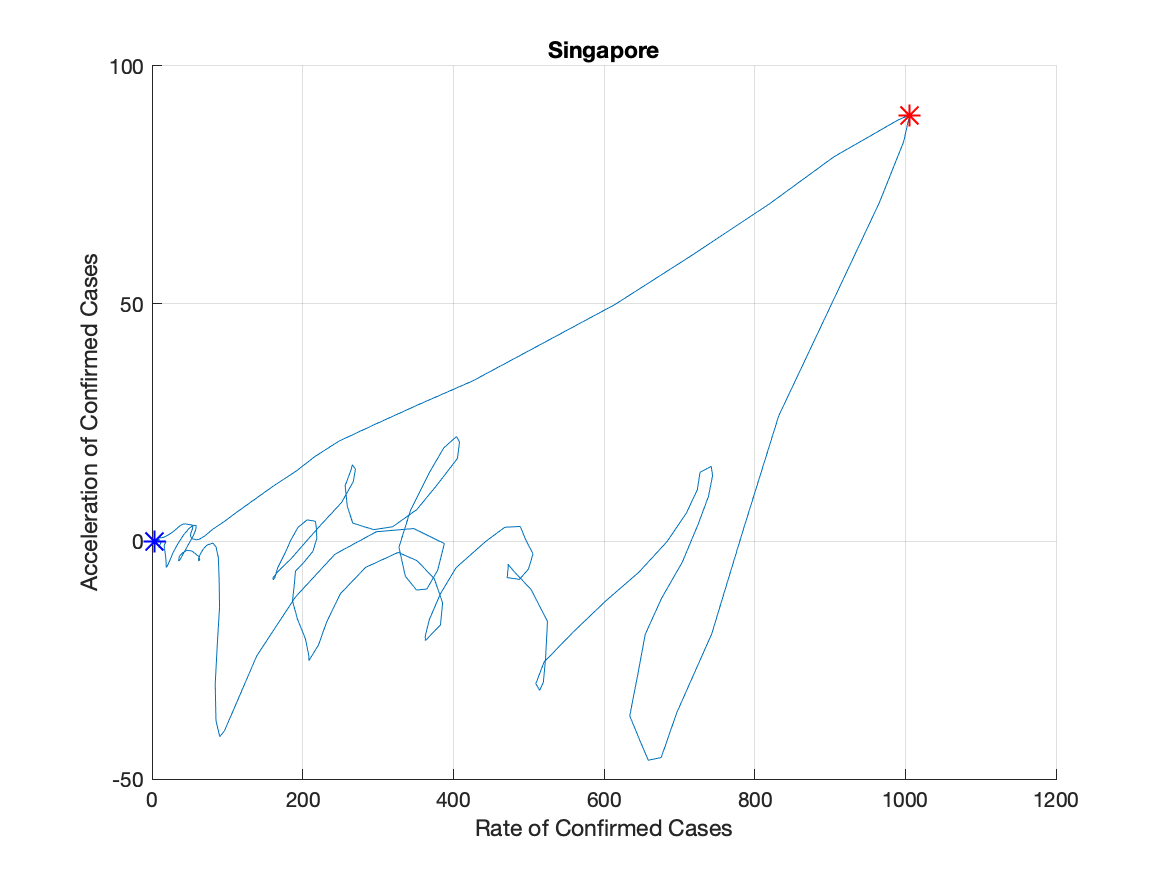 Singapore
100
50
0
-50
0 200 400 600 800 1000 1200
Rate of Confirmed Cases
Acceleration of Confirmed Cases